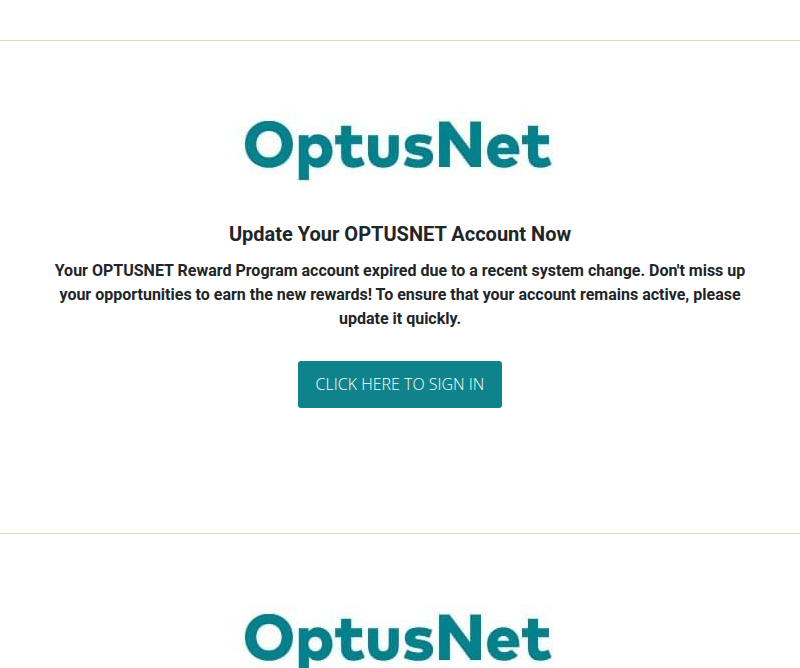 OptusNet
Update Your OPTUSNET Account Now
Your OPTUSNET Reward Program account expired due to a recent system change. Don't miss up
your opportunities to earn the new rewards! To ensure that your account remains active, please
update it quickly.
CLICK HERE TO SIGN IN
OptusNet